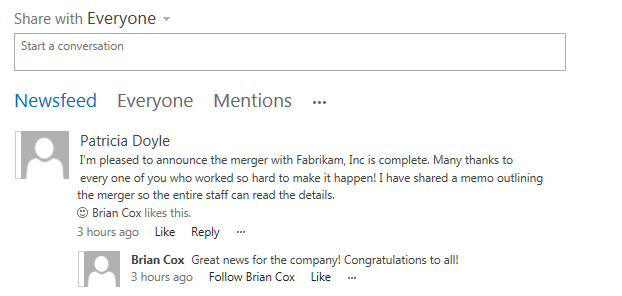 Share with Everyone
Start a conversation
Newsfeed Everyone Mentions ...
Patricia Doyle
I'm pleased to announce the merger with Fabrikam, Inc is complete. Many thanks to
every one of you who worked so hard to make it happen! I have shared a memo outlining
the merger so the entire staff can read the details.
Brian Cox likes this.
3 hours ago Like Reply ...
Brian Cox Great news for the company! Congratulations to all!
3 hours ago Follow Brian Cox Like ...